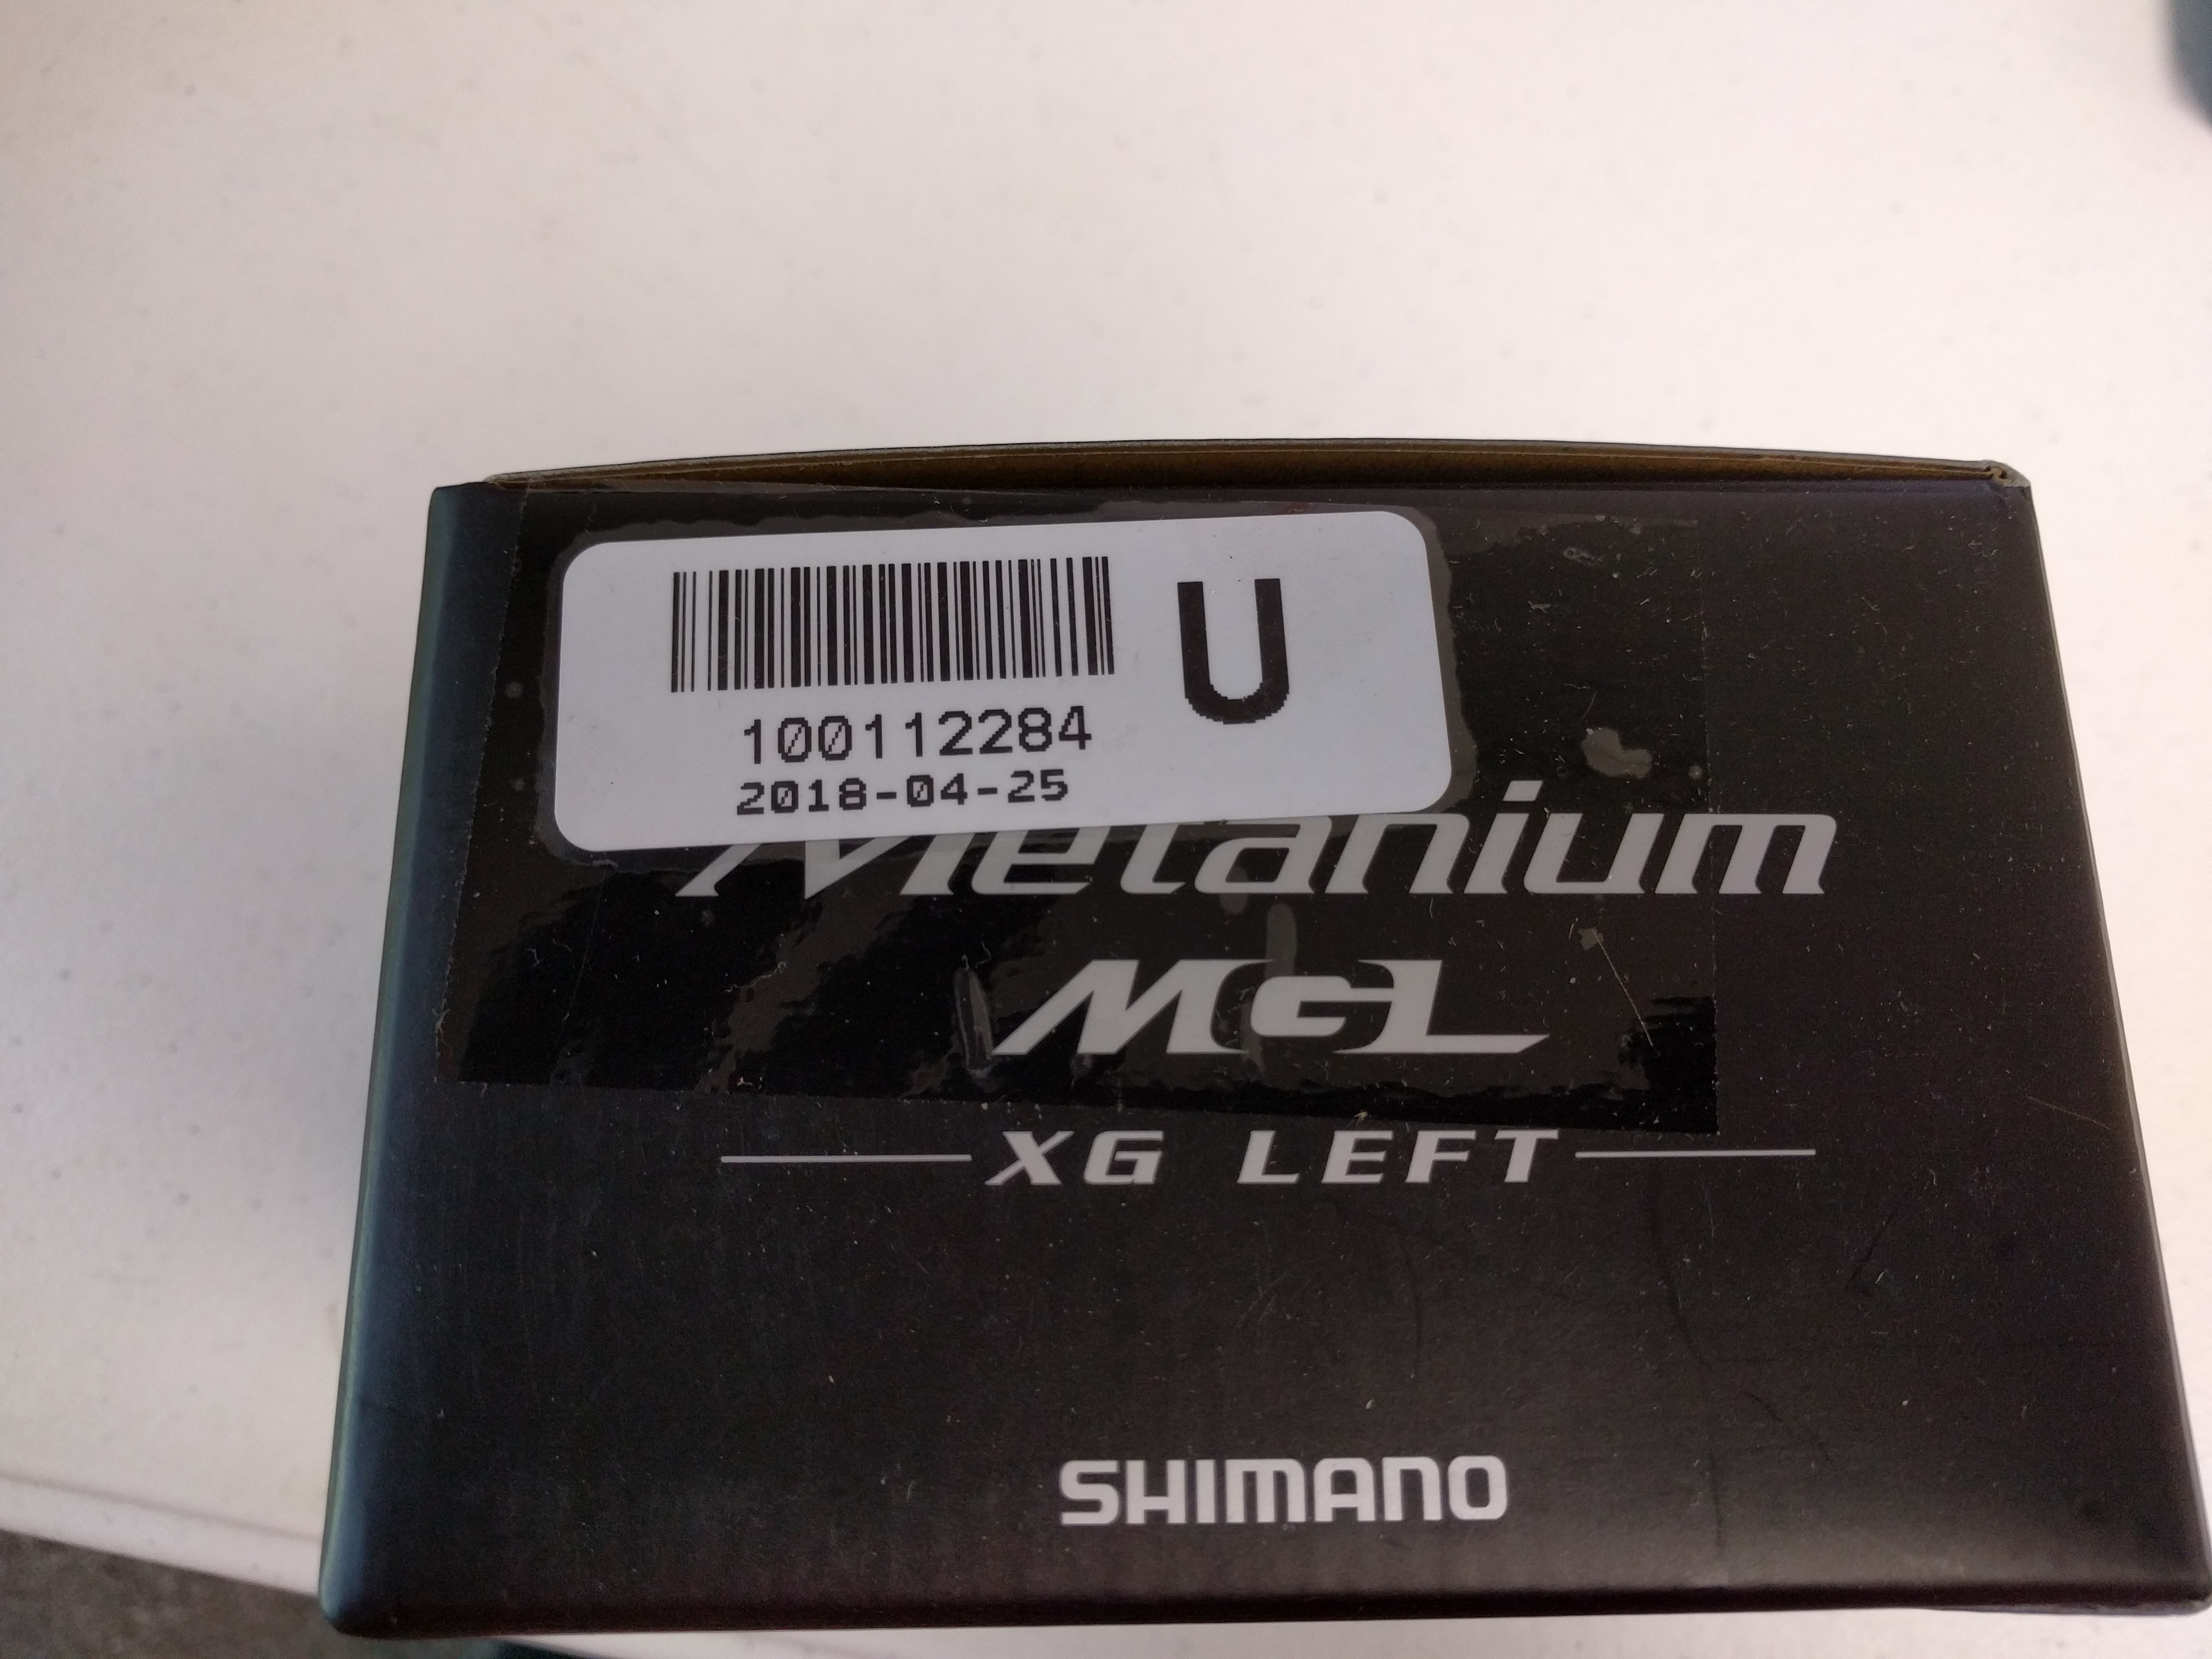 U
100112284
2018-04-25
Metanium
MGL
XG LEFT
SHIMANO